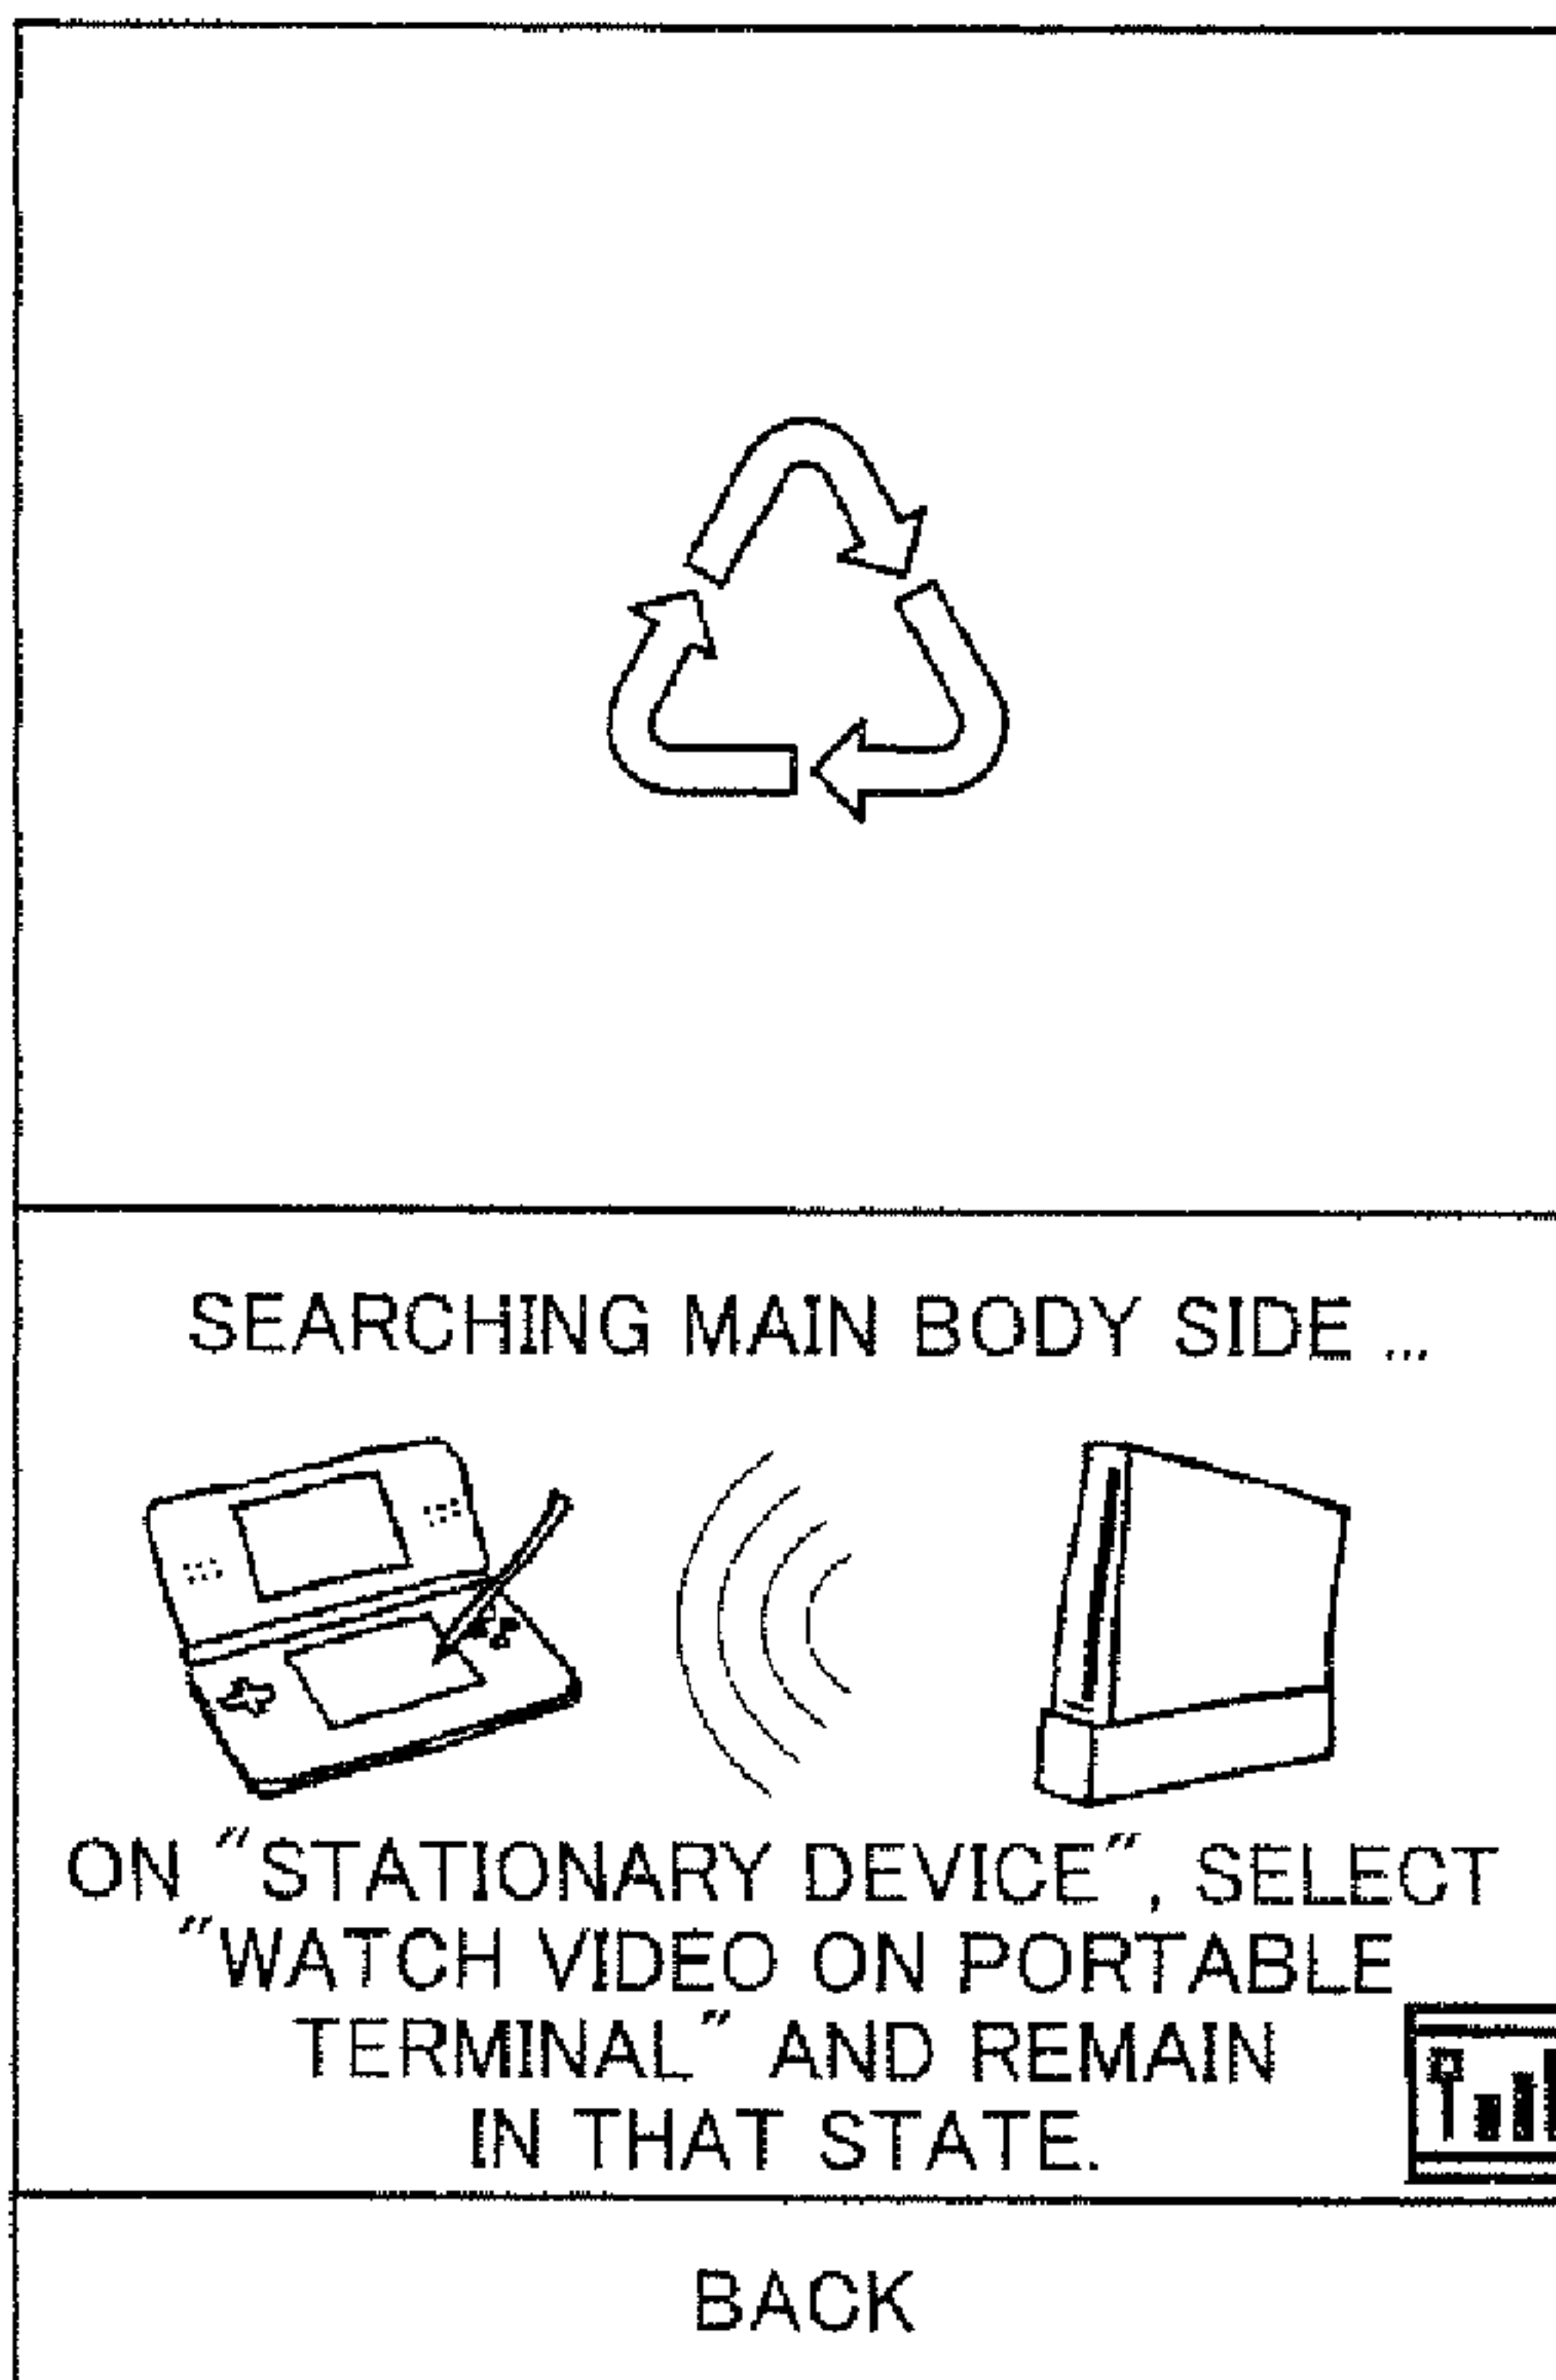 SEARCHING MAIN BODY SIDE ...
ON "STATIONARY DEVICE", SELECT
"WATCH VIDEO ON PORTABLE
TERMINAL" AND REMAIN
IN THAT STATE.
BACK